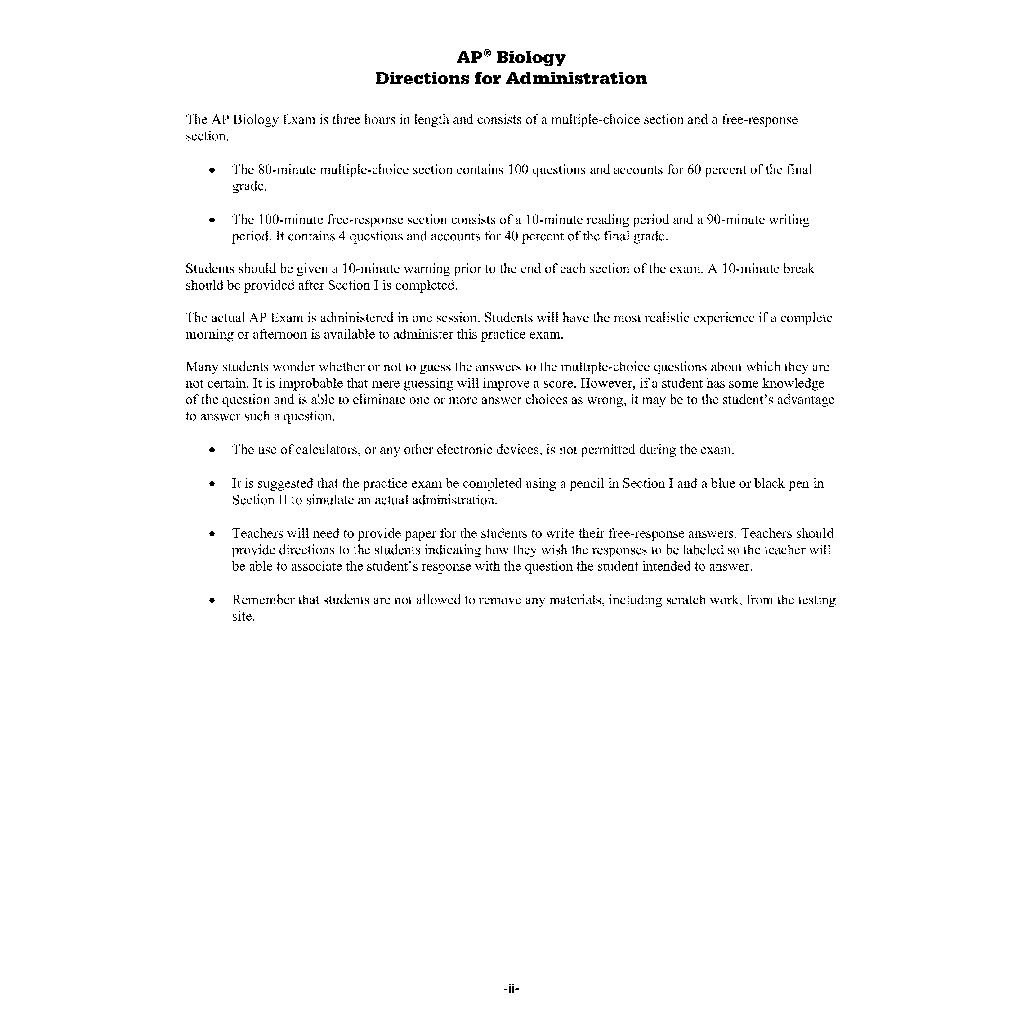 AP® Biology
Directions for Administration
The AP Biology Exam is three hours in length and consists of a multiple-choice section and a free-response
section.
• The 80-minute multiple-choice section contains 100 questions and accounts for 60 percent of the final
grade.
• The 100-minute free-response section consists of a 10-minute reading period and a 90-minute writing
period. It contains 4 questions and accounts for 40 percent of the final grade.
Students should be given a 10-minute warning prior to the end of each section of the exam. A 10-minute break
should be provided after Section I is completed.
The actual AP Exam is administered in one session. Students will have the most realistic experience if a complete
morning or afternoon is available to administer this practice exam.
Many students wonder whether or not to guess the answers to the multiple-choice questions about which they are
not certain. It is improbable that mere guessing will improve a score. However, if a student has some knowledge
of the question and is able to eliminate one or more answer choices as wrong, it may be to the student's advantage
to answer such a question.
• The use of calculators, or any other electronic devices, is not permitted during the exam.
• It is suggested that the practice exam be completed using a pencil in Section I and a blue or black pen in
Section II to simulate an actual administration.
• Teachers will need to provide paper for the students to write their free-response answers. Teachers should
provide directions to the students indicating how they wish the responses to be labeled so the teacher will
be able to associate the student's response with the question the student intended to answer.
• Remember that students are not allowed to remove any materials, including scratch work, from the testing
site.
-ii-